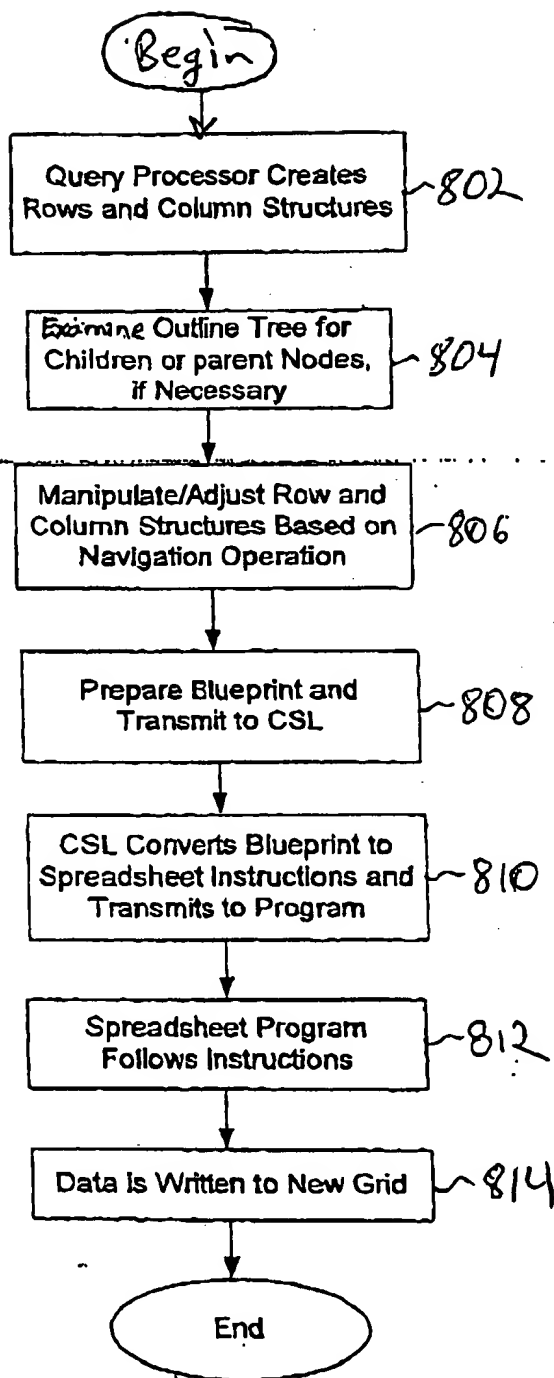 Begin
Query Processor Creates
Rows and Column Structures
802
Examine Outline Tree for
Children or parent Nodes,
if Necessary
804
Manipulate/Adjust Row and
Column Structures Based on
Navigation Operation
806
Prepare Blueprint and
Transmit to CSL
808
CSL Converts Blueprint to
Spreadsheet Instructions and
Transmits to Program
810
Spreadsheet Program
Follows Instructions
812
Data is Written to New Grid
814
End